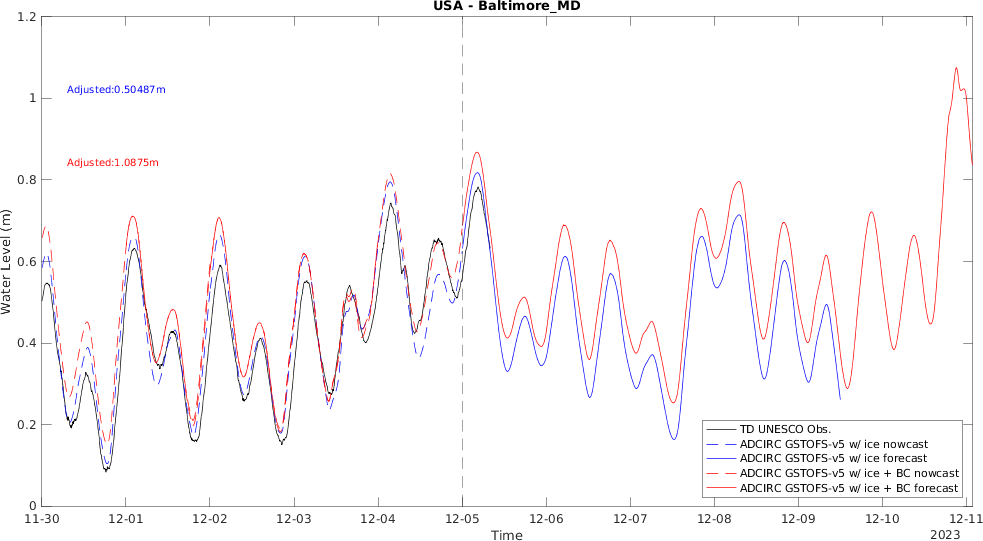 USA - Baltimore_MD
1.2
1
0.8
0.6
0.4
0.2
0
Water Level (m)
Adjusted:0.50487m
Adjusted:1.0875m
TD UNESCO Obs.
ADCIRC GSTOFS-v5 w/ ice nowcast
ADCIRC GSTOFS-v5 w/ ice forecast
ADCIRC GSTOFS-v5 w/ ice + BC nowcast
ADCIRC GSTOFS-v5 w/ ice + BC forecast
11-30 12-01 12-02 12-03 12-04 12-05 12-06 12-07 12-08 12-09 12-10 12-11
Time
2023